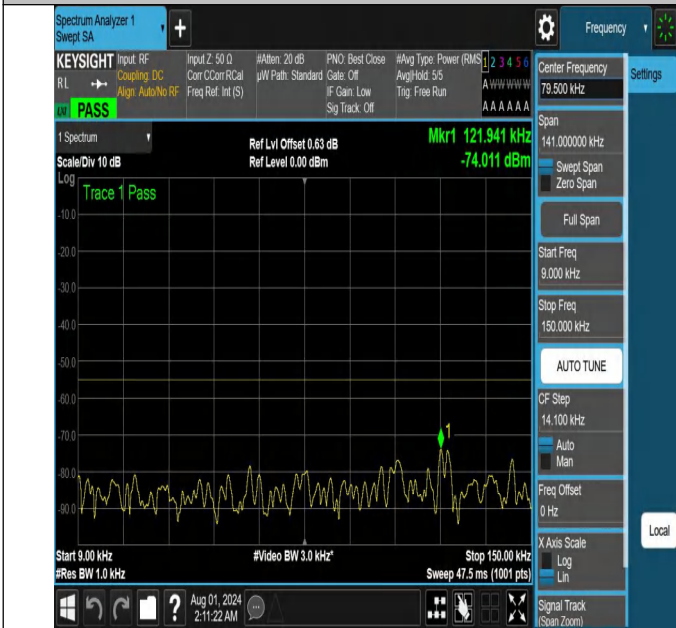 Spectrum Analyzer 1
Swept SA
+
Frequency
KEYSIGHT
RL
Input: RF
Coupling: DC
Align: Auto/No RF
Input Z: 50 Ω
Corr CCorr RCal
Freq Ref: Int (S)
#Atten: 20 dB
µW Path: Standard
PNO: Best Close
Gate: Off
IF Gain: Low
Sig Track: Off
#Avg Type: Power (RMS
Avg|Hold: 5/5
Trig: Free Run
1 2 3 4 5 6
A W W W W W
A A A A A A
LXI PASS
1 Spectrum
Scale/Div 10 dB
Ref Lvl Offset 0.63 dB
Ref Level 0.00 dBm
Mkr1 121.941 kHz
-74.011 dBm
Log
Trace 1 Pass
-10.0
-20.0
-30.0
-40.0
-50.0
-60.0
-70.0
-80.0
-90.0
1
Start 9.00 kHz
#Res BW 1.0 kHz
#Video BW 3.0 kHz*
Stop 150.00 kHz
Sweep 47.5 ms (1001 pts)
Aug 01, 2024
2:11:22 AM
Center Frequency
79.500 kHz
Settings
Span
141.000000 kHz
Swept Span
Zero Span
Full Span
Start Freq
9.000 kHz
Stop Freq
150.000 kHz
AUTO TUNE
CF Step
14.100 kHz
Auto
Man
Freq Offset
0 Hz
X Axis Scale
Log
Lin
Local
Signal Track
(Span Zoom)